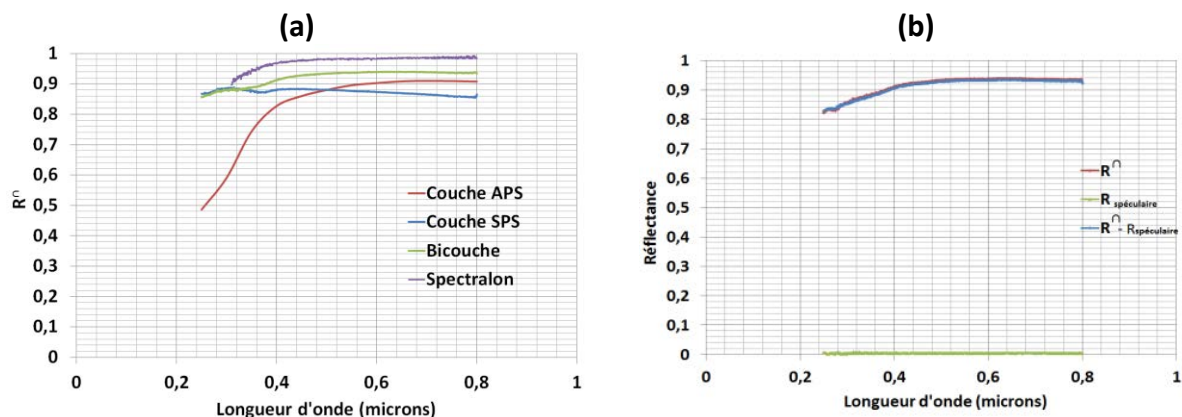 (a)
1
0,9
0,8
0,7
0,6
0,5
0,4
0,3
0,2
0,1
0
R∩
Couche APS
Couche SPS
Bicouche
Spectralon
0 0,2 0,4 0,6 0,8 1
Longueur d'onde (microns)
(b)
1
0,9
0,8
0,7
0,6
0,5
0,4
0,3
0,2
0,1
0
Réflectance
R∩
R spéculaire
R∩ - Rspéculaire
0 0,2 0,4 0,6 0,8 1
Longueur d'onde (microns)